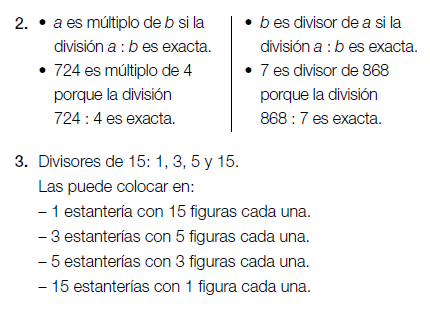 2. • a es múltiplo de b si la
división a : b es exacta.
• 724 es múltiplo de 4
porque la división
724 : 4 es exacta.
• b es divisor de a si la
división a : b es exacta.
• 7 es divisor de 868
porque la división
868 : 7 es exacta.
3. Divisores de 15: 1, 3, 5 y 15.
Las puede colocar en:
– 1 estantería con 15 figuras cada una.
– 3 estanterías con 5 figuras cada una.
– 5 estanterías con 3 figuras cada una.
– 15 estanterías con 1 figura cada una.